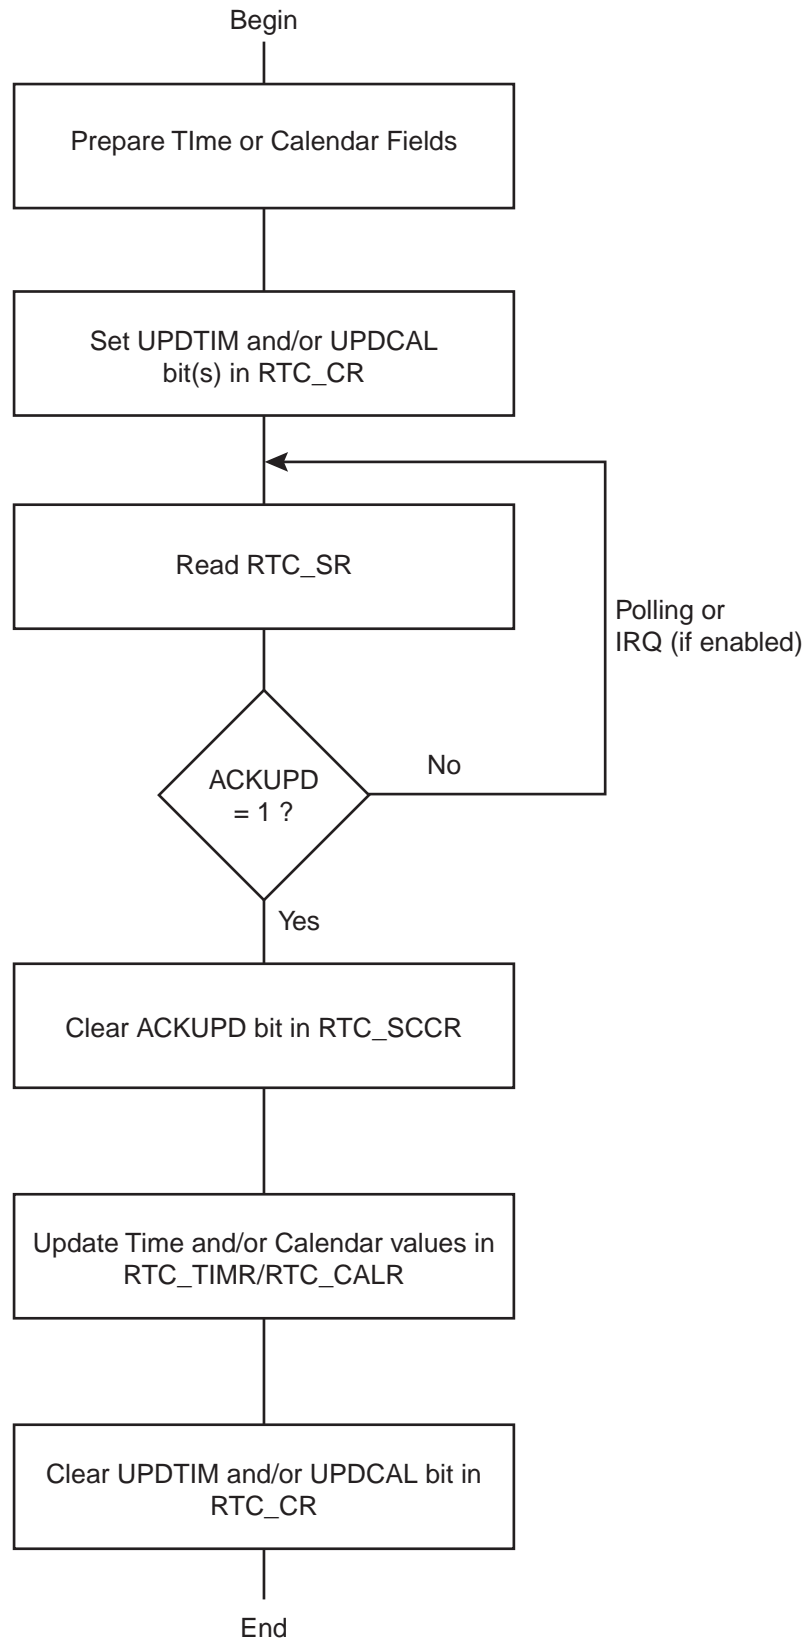 Begin
Prepare TIme or Calendar Fields
Set UPDTIM and/or UPDCAL
bit(s) in RTC_CR
Read RTC_SR
Polling or
IRQ (if enabled)
ACKUPD
= 1 ?
No
Yes
Clear ACKUPD bit in RTC_SCCR
Update Time and/or Calendar values in
RTC_TIMR/RTC_CALR
Clear UPDTIM and/or UPDCAL bit in
RTC_CR
End